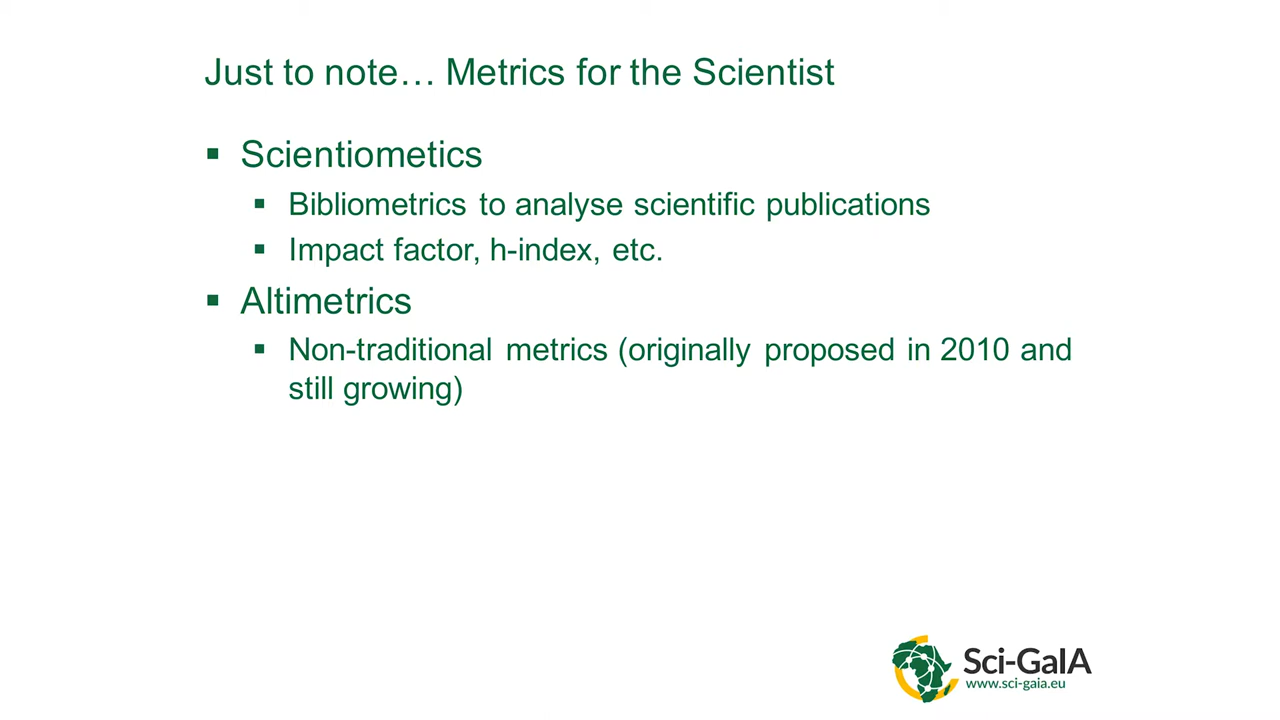 Just to note… Metrics for the Scientist
▪ Scientiometics
▪ Bibliometrics to analyse scientific publications
▪ Impact factor, h-index, etc.
▪ Altimetrics
▪ Non-traditional metrics (originally proposed in 2010 and
still growing)
Sci-GaIA
www.sci-gaia.eu